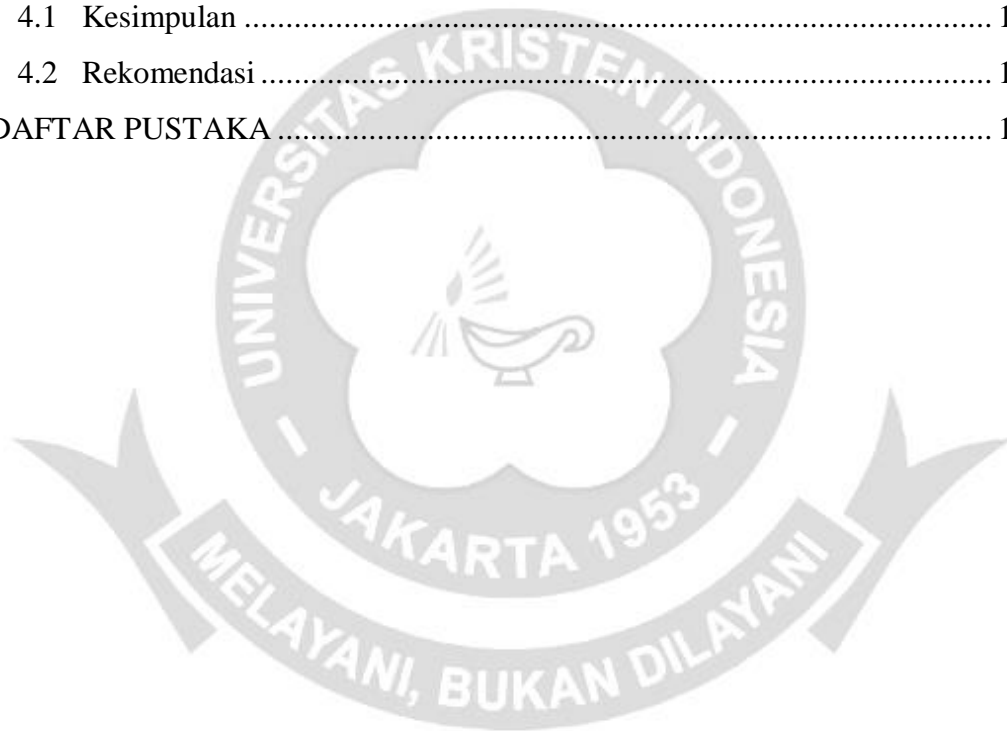 4.1 Kesimpulan ........................................................................................... 1
4.2 Rekomendasi ......................................................................................... 1
DAFTAR PUSTAKA ....................................................................................... 1
UNIVERSITAS KRISTEN INDONESIA
- JAKARTA 1953 -
MELAYANI, BUKAN DILAYANI